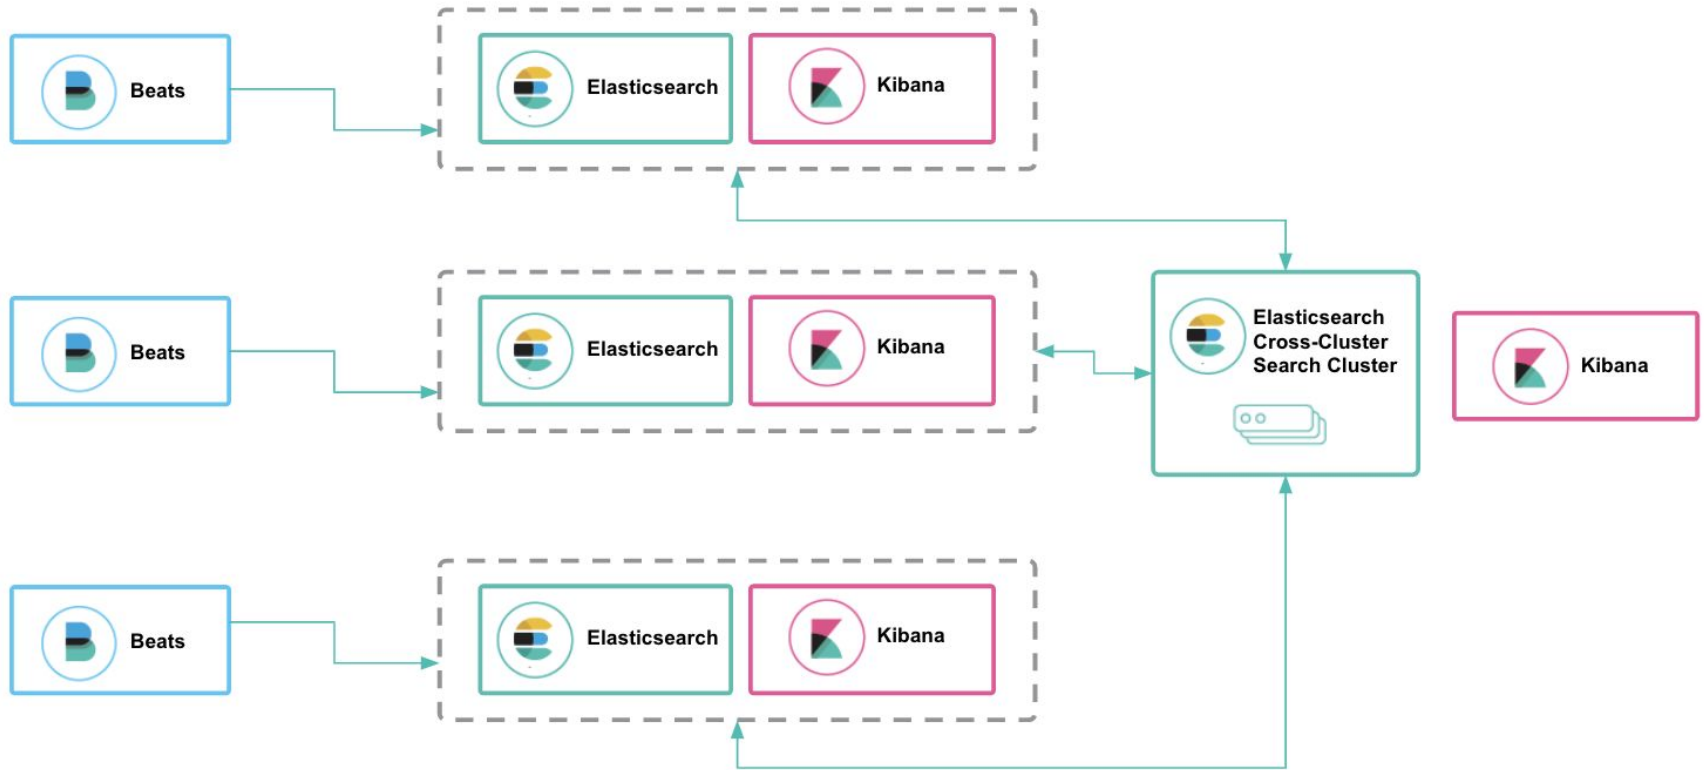 Beats
Elasticsearch
Kibana
Beats
Elasticsearch
Kibana
Elasticsearch
Cross-Cluster
Search Cluster
Kibana
Beats
Elasticsearch
Kibana